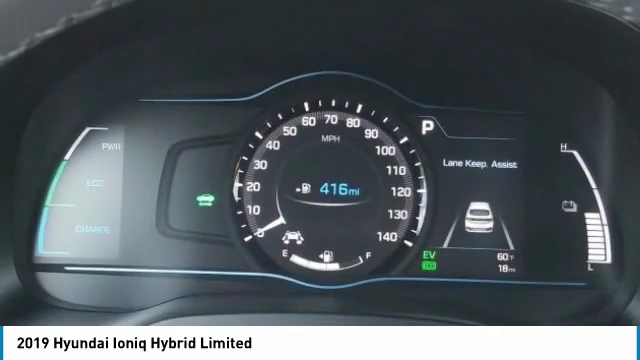 PWR
ECO
CHARGE
0
10
20
30
40
50
60
70
80
90
100
110
120
130
140
MPH
416mi
E
F
P
Lane Keep. Assist
EV
60°F
18mi
H
L
2019 Hyundai Ioniq Hybrid Limited